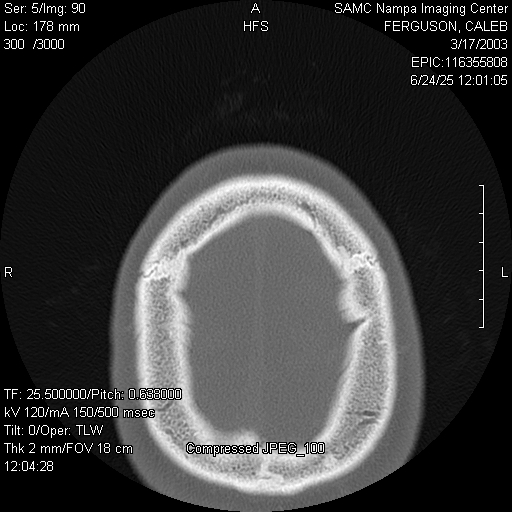 Ser: 5/Img: 90
Loc: 178 mm
300 /3000
A
HFS
SAMC Nampa Imaging Center
FERGUSON, CALEB
3/17/2003
EPIC:116355808
6/24/25 12:01:05
R
L
TF: 25.500000/Pitch: 0.698000
kV 120/mA 150/500 msec
Tilt: 0/Oper: TLW
Thk 2 mm/FOV 18 cm
12:04:28
Compressed JPEG_100